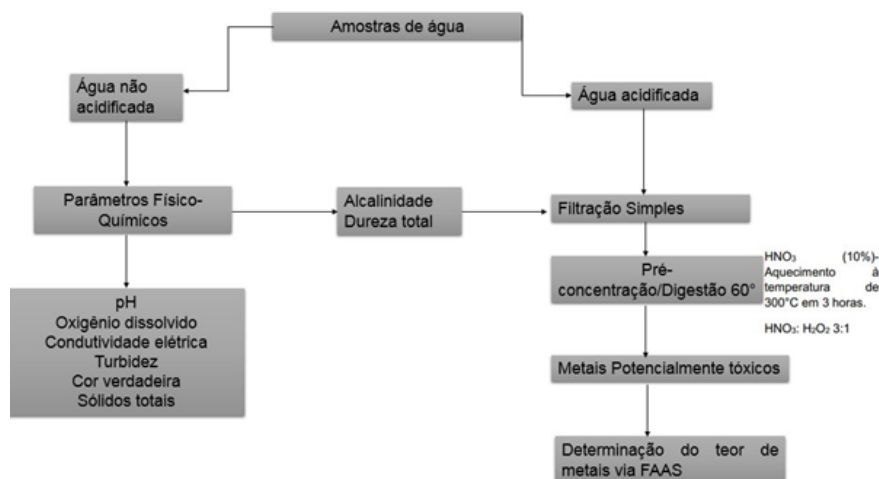 Amostras de água
Água não
acidificada
Água acidificada
Parâmetros Físico-
Químicos
Alcalinidade
Dureza total
Filtração Simples
Pré-
concentração/Digestão 60°
HNO₃ (10%)-
Aquecimento à
temperatura de
300°C em 3 horas.
HNO₃: H₂O₂ 3:1
pH
Oxigênio dissolvido
Condutividade elétrica
Turbidez
Cor verdadeira
Sólidos totais
Metais Potencialmente tóxicos
Determinação do teor de
metais via FAAS